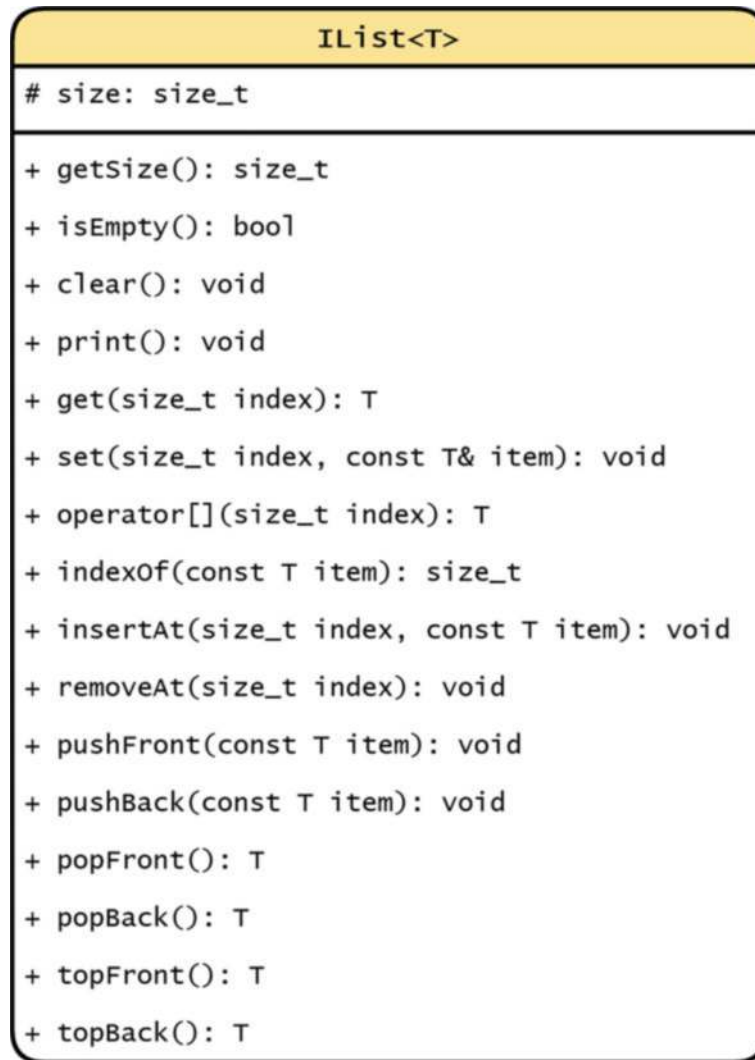 IList<T>
# size: size_t
+ getSize(): size_t
+ isEmpty(): bool
+ clear(): void
+ print(): void
+ get(size_t index): T
+ set(size_t index, const T& item): void
+ operator[](size_t index): T
+ indexOf(const T item): size_t
+ insertAt(size_t index, const T item): void
+ removeAt(size_t index): void
+ pushFront(const T item): void
+ pushBack(const T item): void
+ popFront(): T
+ popBack(): T
+ topFront(): T
+ topBack(): T